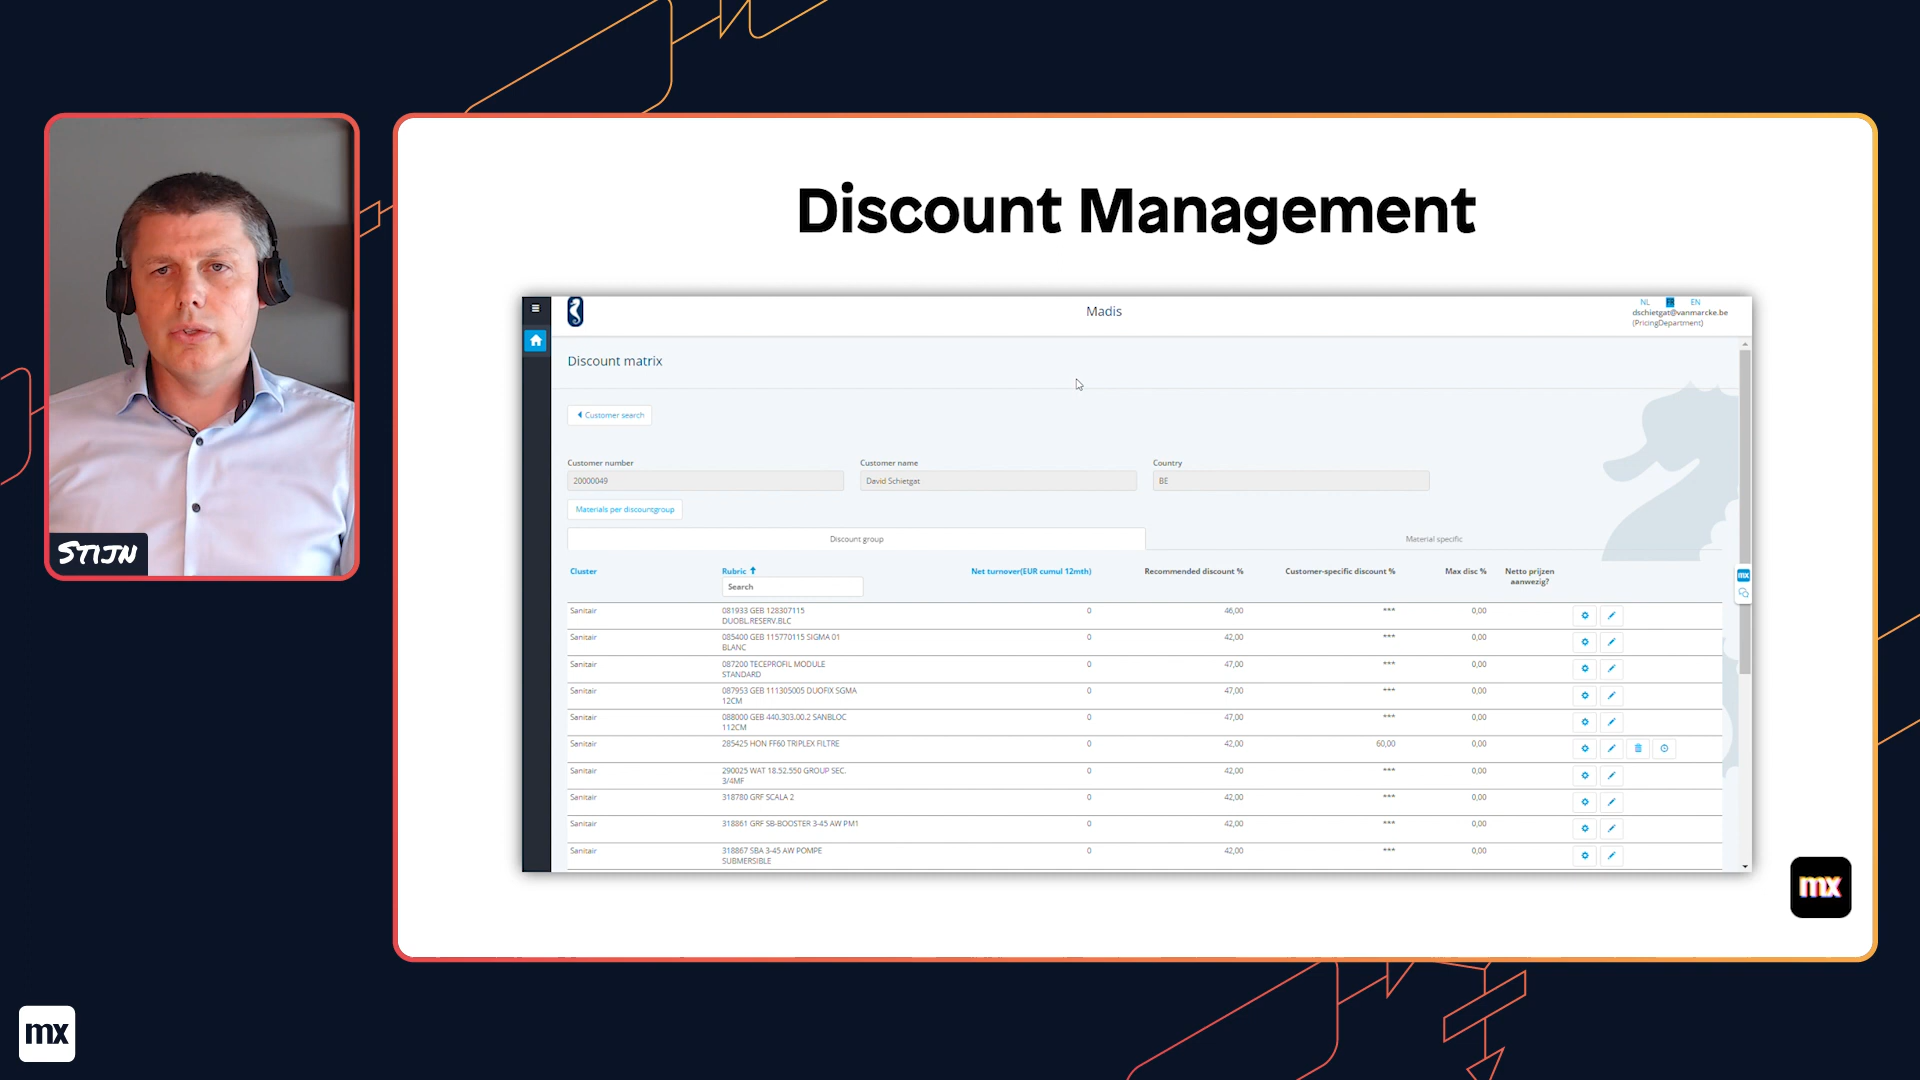 Discount Management
Madis
NL FR EN
dschietgat@vanmarcke.be
(PricingDepartment)
Discount matrix
Customer search
Customer number Customer name Country
20000049 David Schietgat BE
Materials per discountgroup
Discount group Material specific
Cluster Rubric Net turnover(EUR cumul 12mth) Recommended discount % Customer-specific discount % Max disc % Netto prijzen
aanwezig?
Search
Sanitair 081933 GEB 128307115 0 46,00 *** 0,00
DUOBL.RESERV.BLC
Sanitair 085400 GEB 115770115 SIGMA 01 0 42,00 *** 0,00
BLANC
Sanitair 087200 TECEPROFIL MODULE 0 47,00 *** 0,00
STANDARD
Sanitair 087953 GEB 111305005 DUOFIX SGMA 0 47,00 *** 0,00
12CM
Sanitair 088000 GEB 440.303.00.2 SANBLOC 0 47,00 *** 0,00
112CM
Sanitair 285425 HON FF60 TRIPLEX FILTRE 0 42,00 60,00 0,00
Sanitair 290025 WAT 18.52.550 GROUP SEC. 0 42,00 *** 0,00
3/4MF
Sanitair 318780 GRF SCALA 2 0 42,00 *** 0,00
Sanitair 318861 GRF SB-BOOSTER 3-45 AW PM1 0 42,00 *** 0,00
Sanitair 318867 SBA 3-45 AW POMPE 0 42,00 *** 0,00
SUBMERSIBLE
mx
STIJN
mx
mx